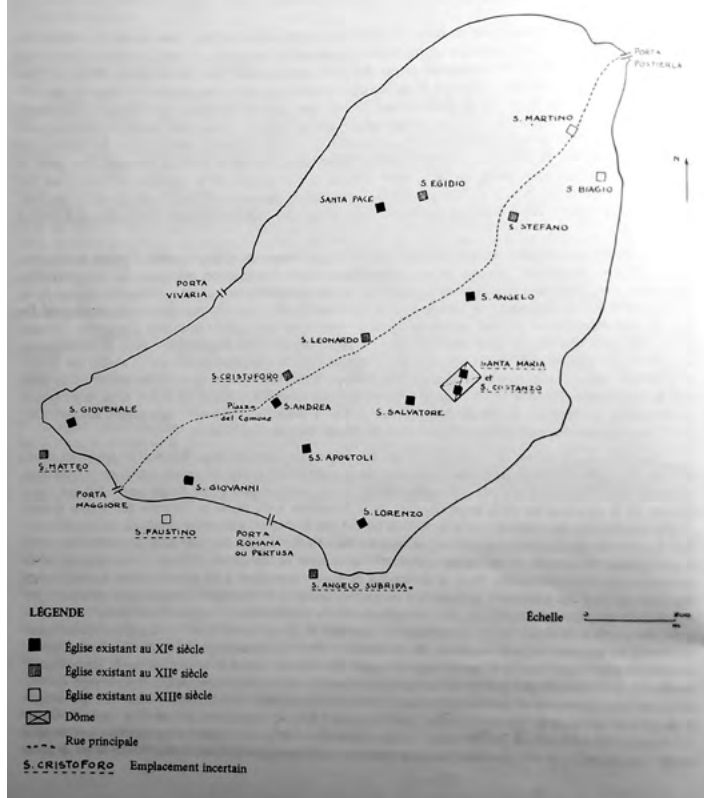 PORTA
POSTIERLA
S. MARTINO
N
S. EGIDIO
S. BIAGIO
SANTA PACE
S. STEFANO
PORTA
VIVARIA
S. ANGELO
S. LEONARDO
SANTA MARIA
et
S. COSTANZO
S. CRISTOFORO
S. ANDREA
Piazza
del Comune
S. SALVATORE
S. GIOVENALE
SS. APOSTOLI
S. MATTEO
S. GIOVANNI
PORTA
MAGGIORE
S. LORENZO
S. FAUSTINO
PORTA
ROMANA
OU PERTUSA
S. ANGELO SUBRIPA.
LÉGENDE
Échelle
0
m
Église existant au XIe siècle
Église existant au XIIe siècle
Église existant au XIIIe siècle
Dôme
Rue principale
S. CRISTOFORO Emplacement incertain